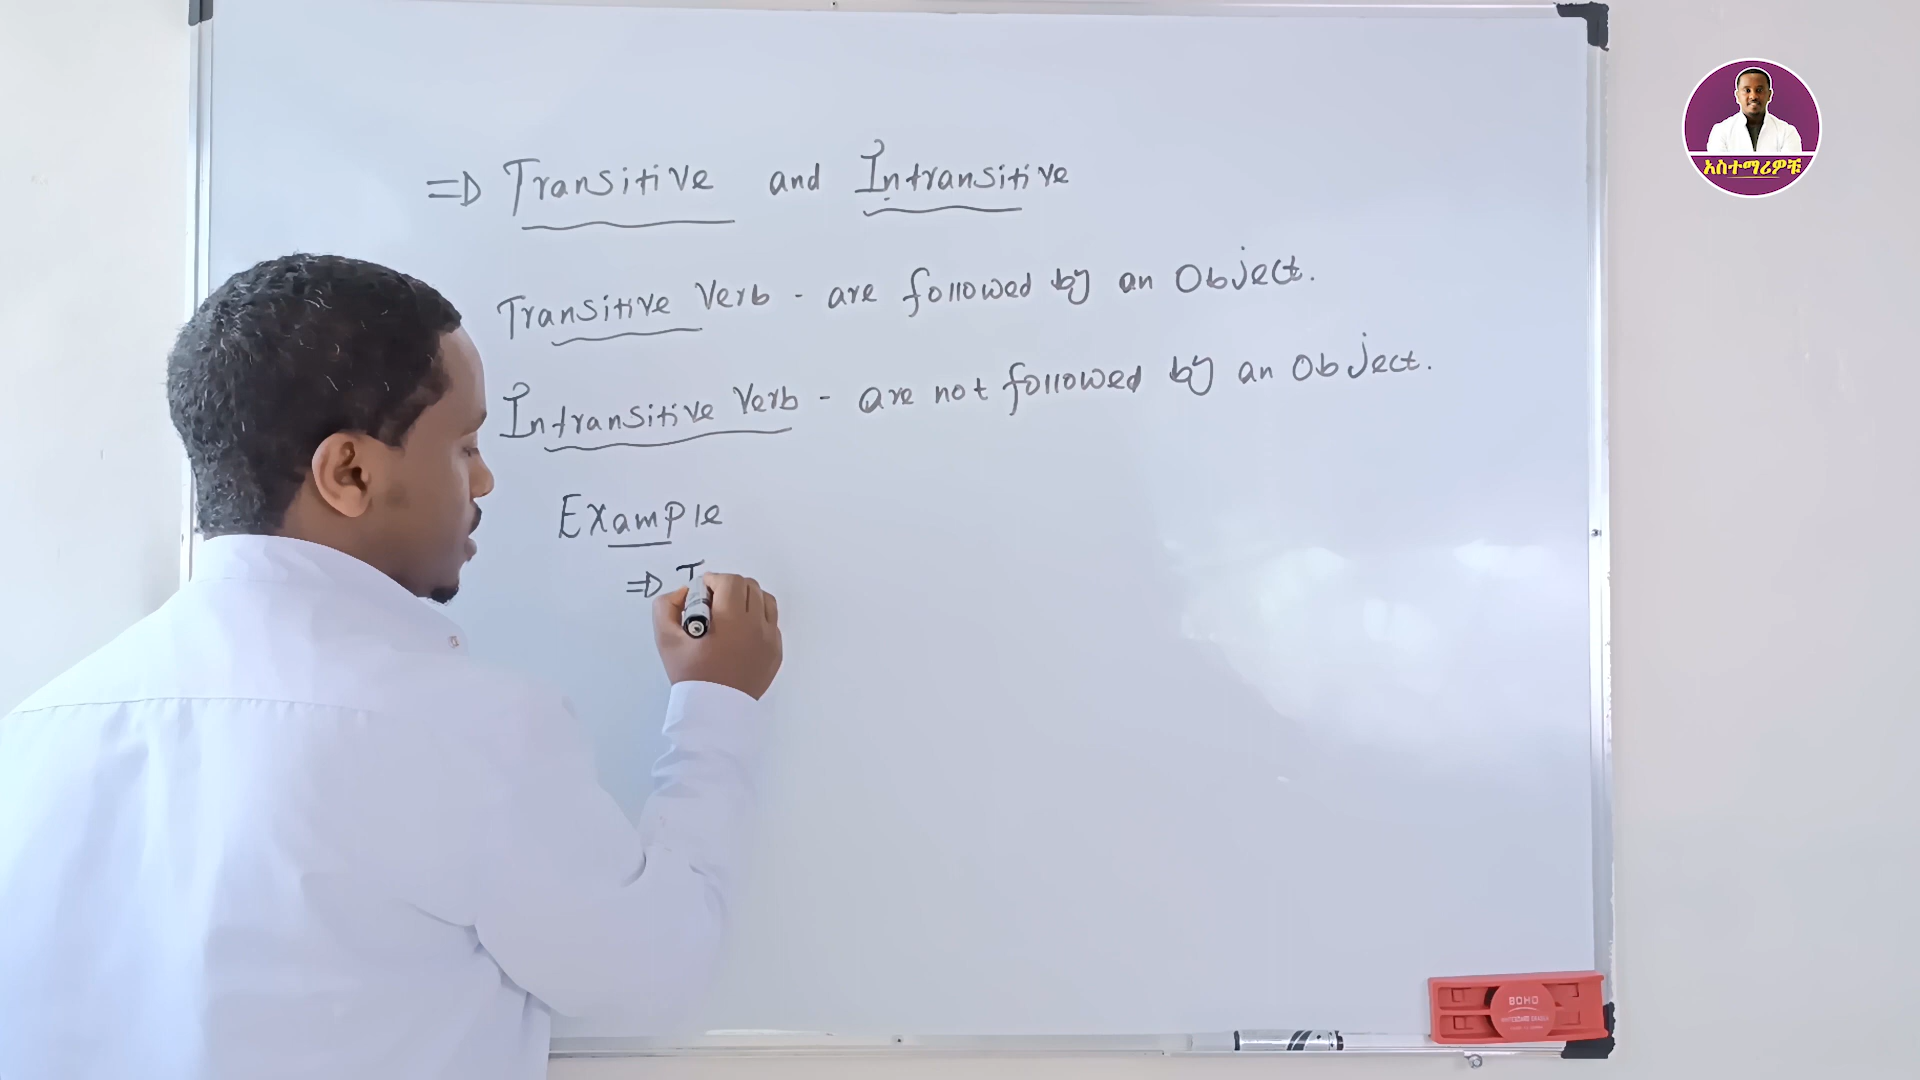 ⇒ Transitive and Intransitive
Transitive Verb - are followed by an Object.
Intransitive Verb - are not followed by an Object.
Example
⇒ T
አስተማሪዎቹ
SOHO